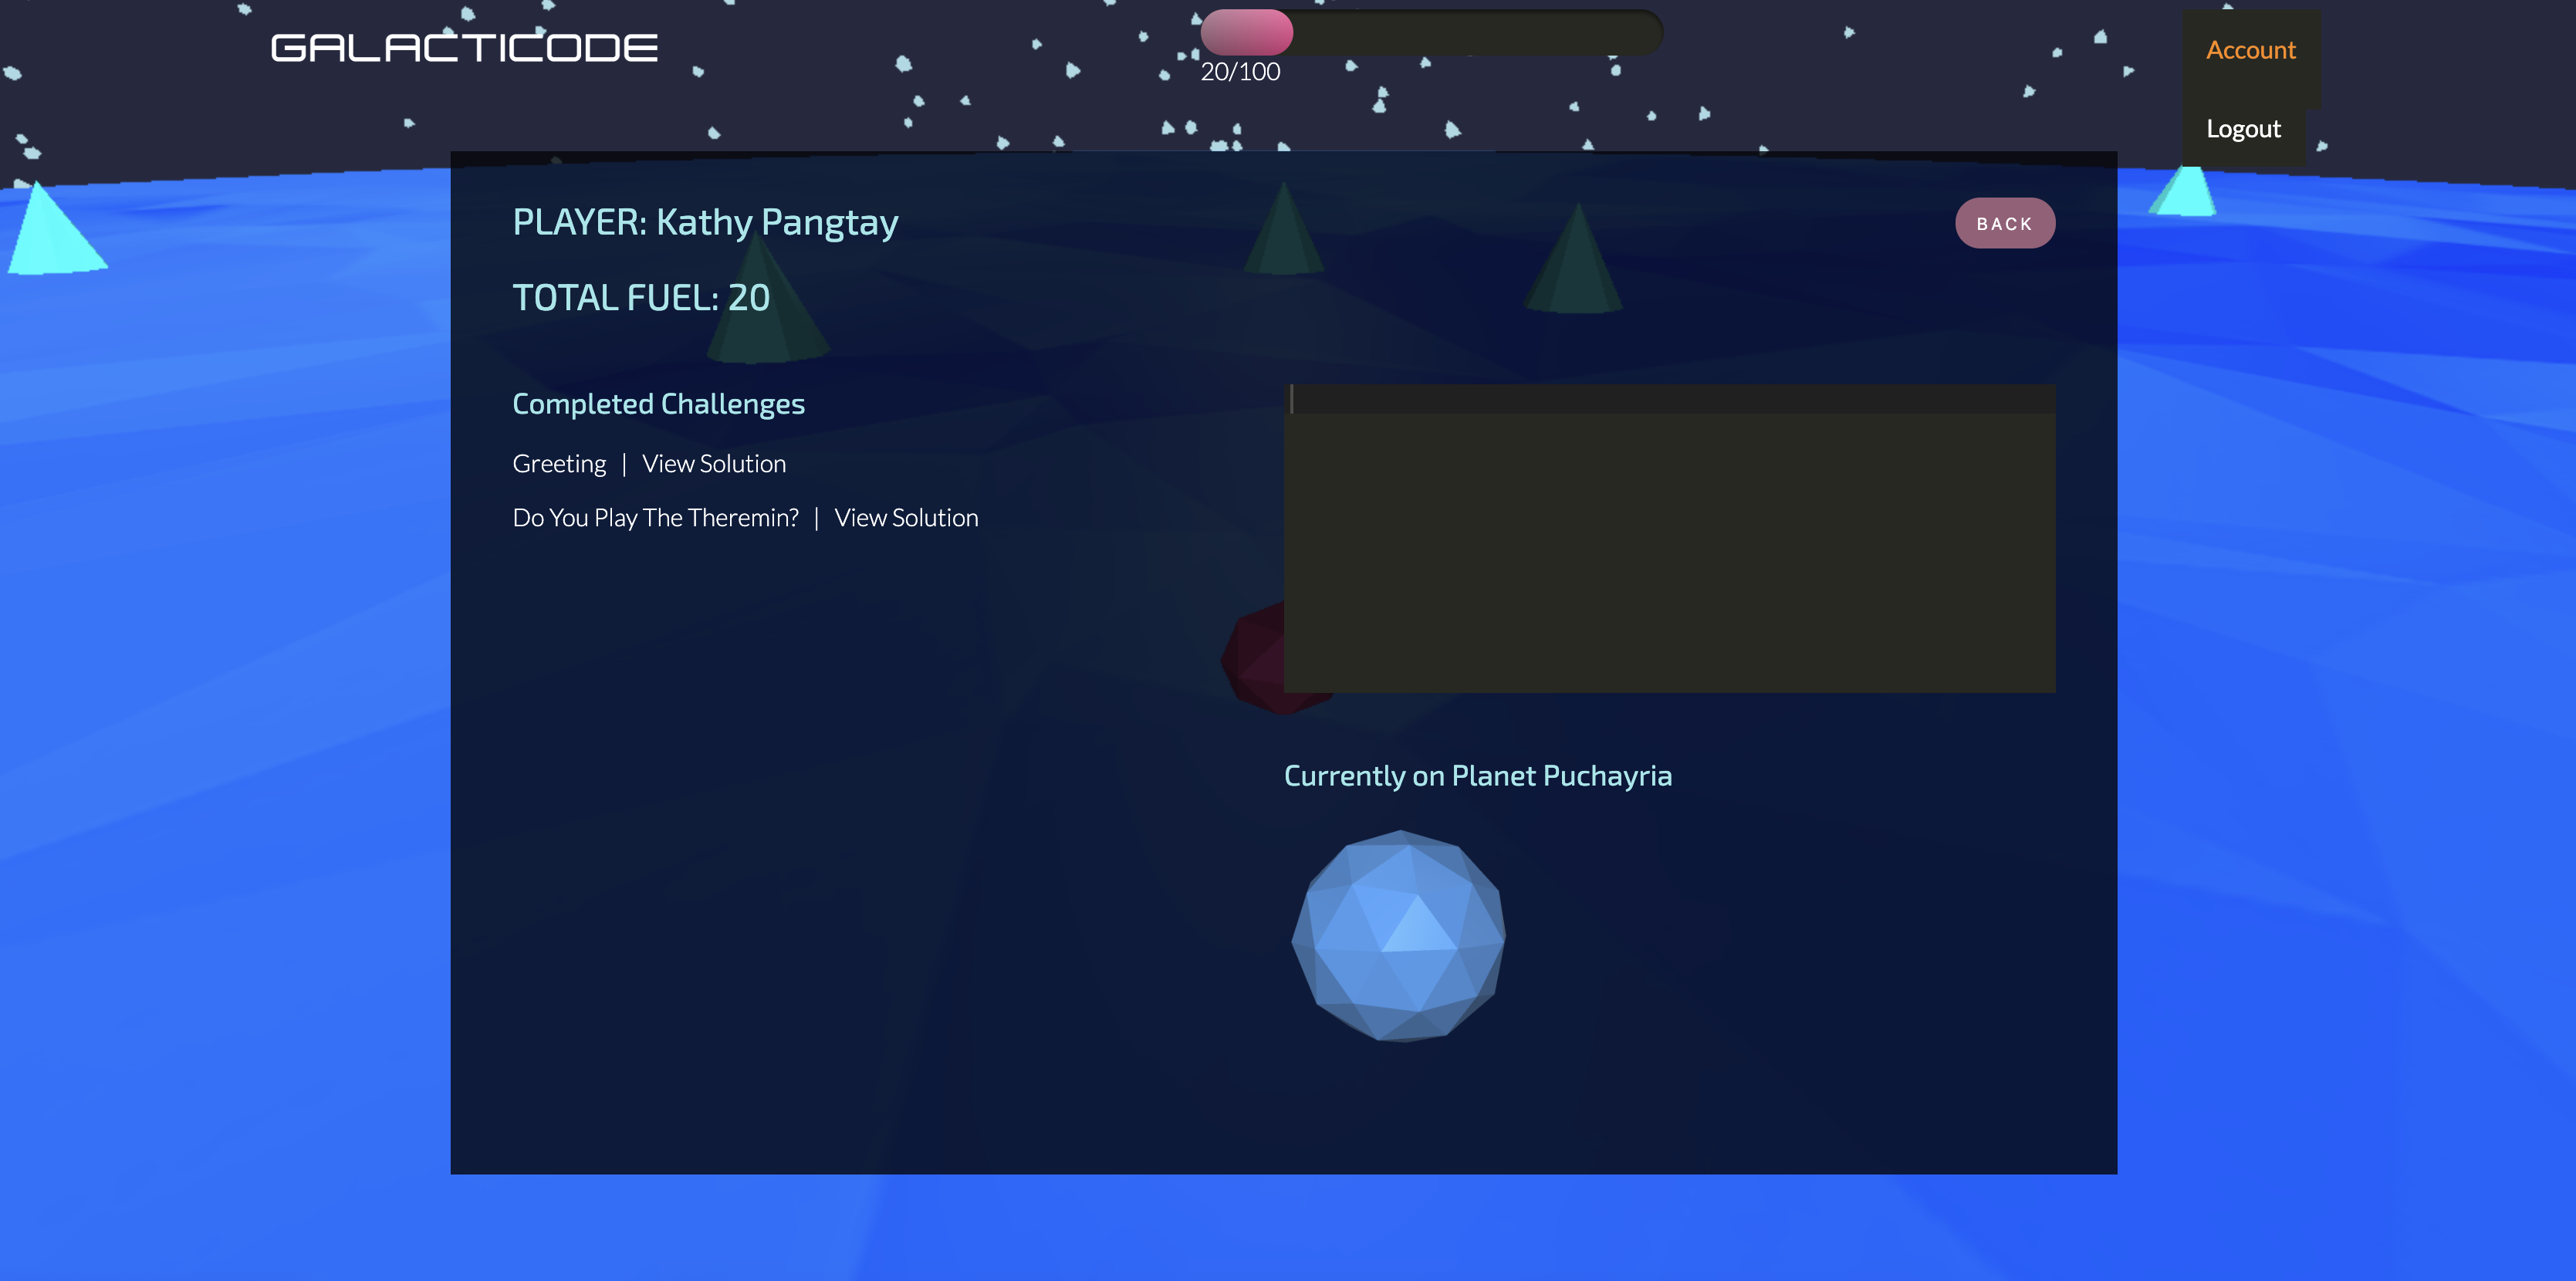 GALACTICODE
20/100
Account
Logout
PLAYER: Kathy Pangtay
BACK
TOTAL FUEL: 20
Completed Challenges
Greeting | View Solution
Do You Play The Theremin? | View Solution
Currently on Planet Puchayria